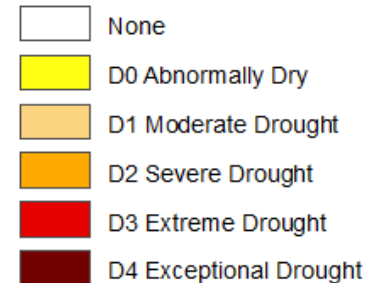 None
D0 Abnormally Dry
D1 Moderate Drought
D2 Severe Drought
D3 Extreme Drought
D4 Exceptional Drought